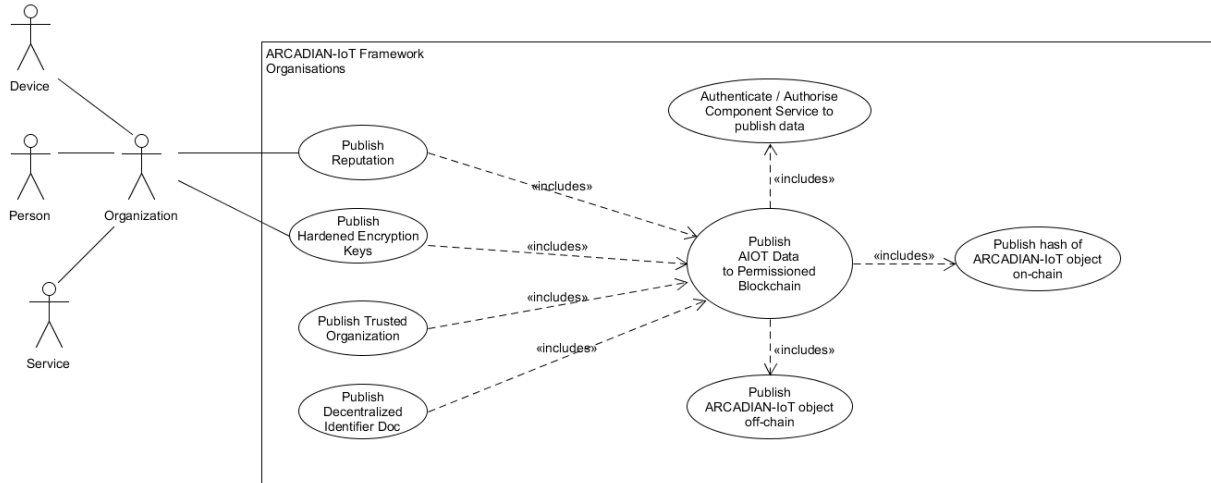 Device
Person
Organization
Service
ARCADIAN-IoT Framework
Organisations
Publish
Reputation
Publish
Hardened Encryption
Keys
Publish Trusted
Organization
Publish
Decentralized
Identifier Doc
«includes»
«includes»
«includes»
«includes»
Authenticate / Authorise
Component Service to
publish data
«includes»
Publish
AIOT Data
to Permissioned
Blockchain
«includes»
Publish hash of
ARCADIAN-IoT object
on-chain
«includes»
Publish
ARCADIAN-IoT object
off-chain